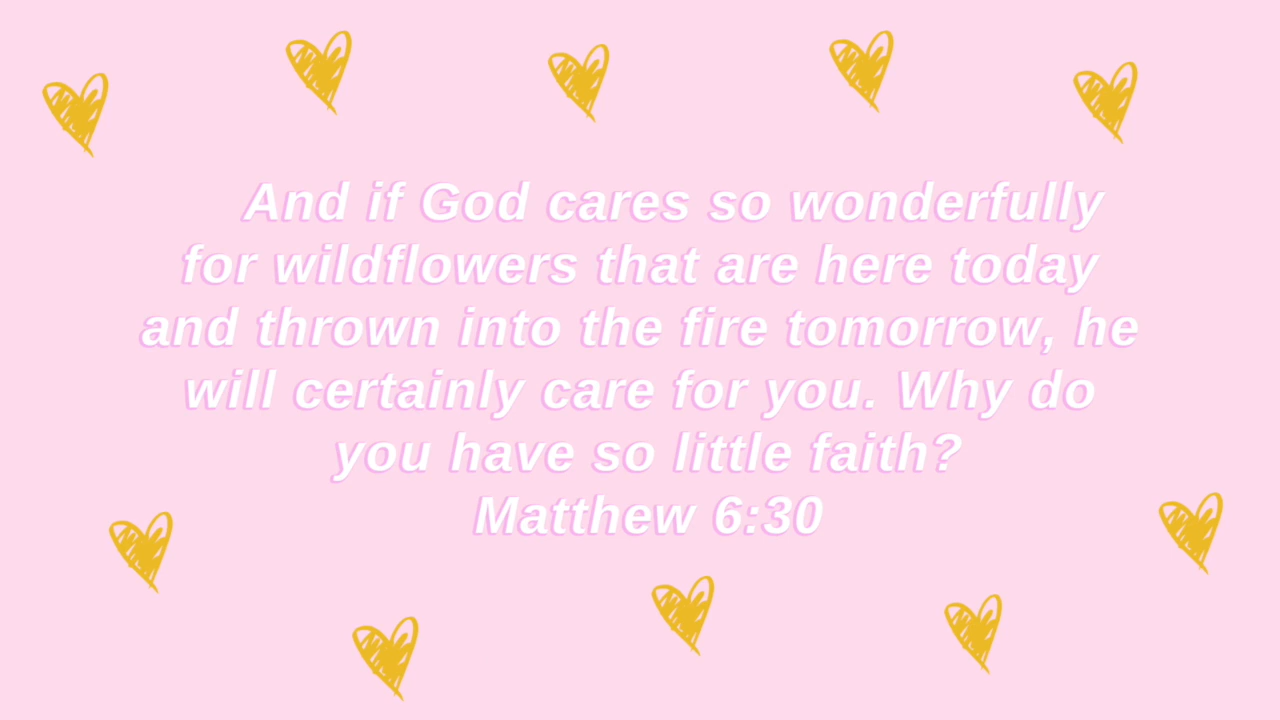 And if God cares so wonderfully
for wildflowers that are here today
and thrown into the fire tomorrow, he
will certainly care for you. Why do
you have so little faith?
Matthew 6:30